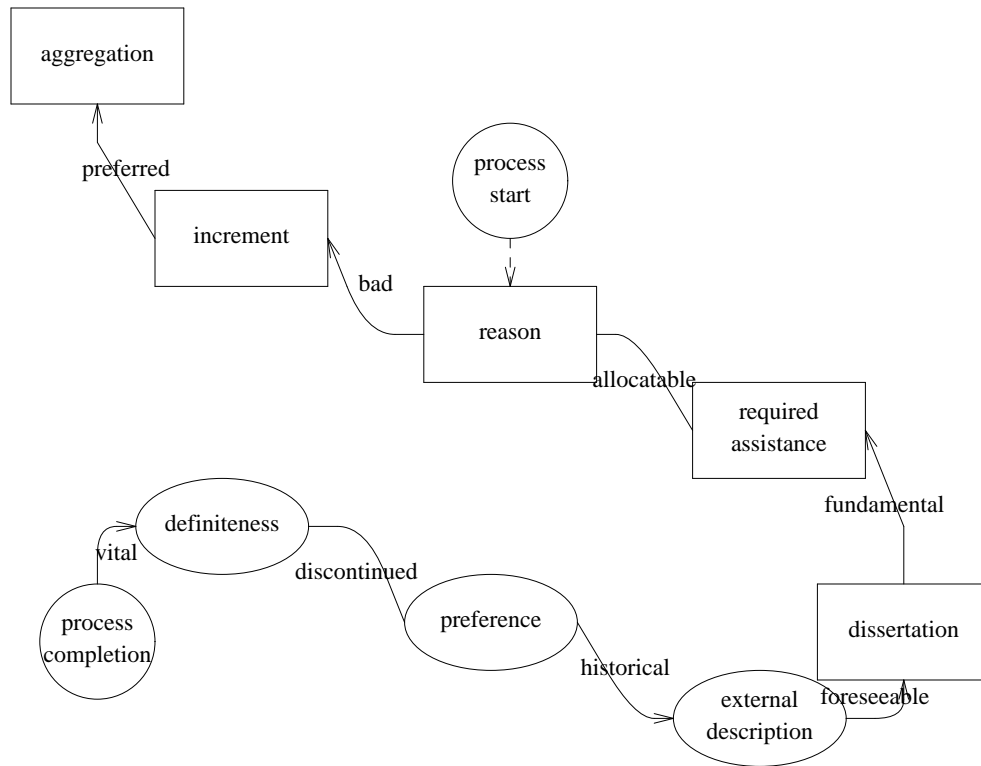 aggregation
process
start
preferred
increment
bad
reason
allocatable
required
assistance
fundamental
definiteness
vital
discontinued
process
completion
preference
dissertation
historical
external
description
foreseeable